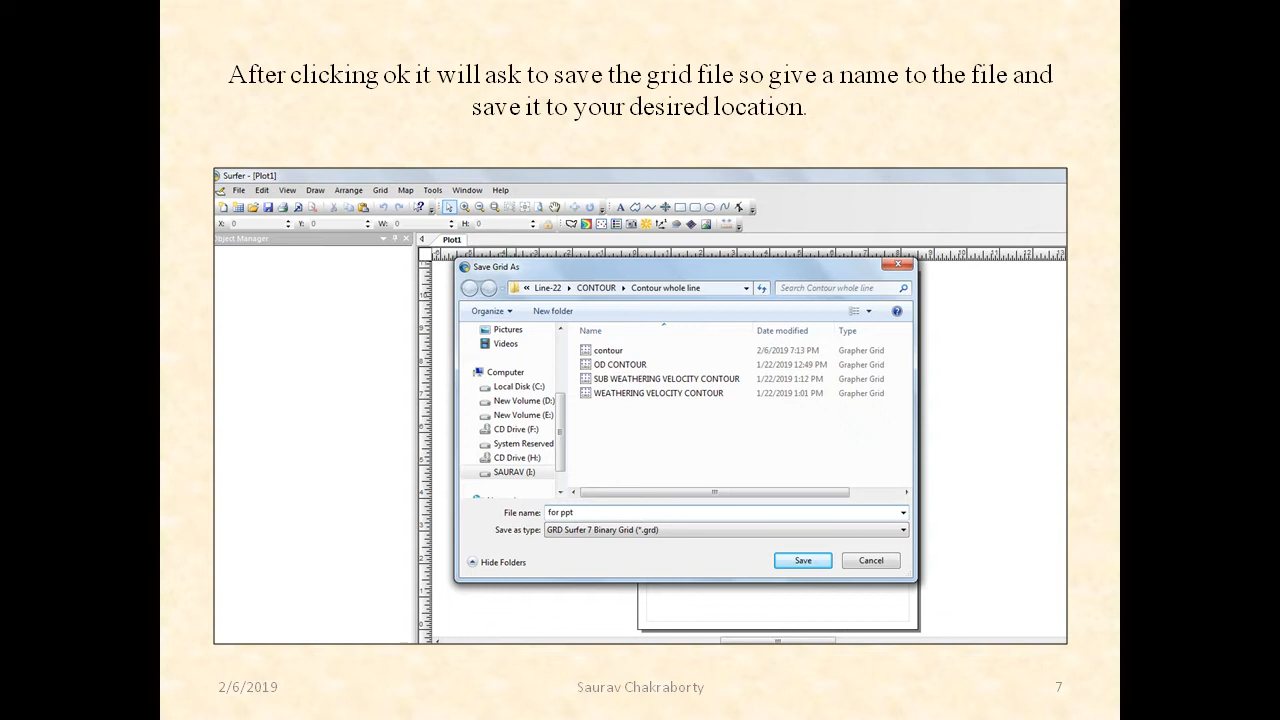 After clicking ok it will ask to save the grid file so give a name to the file and
save it to your desired location.
Surfer - [Plot1]
File Edit View Draw Arrange Grid Map Tools Window Help
X: 0 Y: 0 W: 0 H: 0
Object Manager
Plot1
Save Grid As
« Line-22 CONTOUR Contour whole line
Search Contour whole line
Organize New folder
Pictures
Videos
Computer
Local Disk (C:)
New Volume (D:)
New Volume (E:)
CD Drive (F:)
System Reserved
CD Drive (H:)
SAURAV (I:)
Name Date modified Type
contour 2/6/2019 7:13 PM Grapher Grid
OD CONTOUR 1/22/2019 12:49 PM Grapher Grid
SUB WEATHERING VELOCITY CONTOUR 1/22/2019 1:12 PM Grapher Grid
WEATHERING VELOCITY CONTOUR 1/22/2019 1:01 PM Grapher Grid
File name: for ppt
Save as type: GRD Surfer 7 Binary Grid (*.grd)
Hide Folders Save Cancel
2/6/2019 Saurav Chakraborty 7